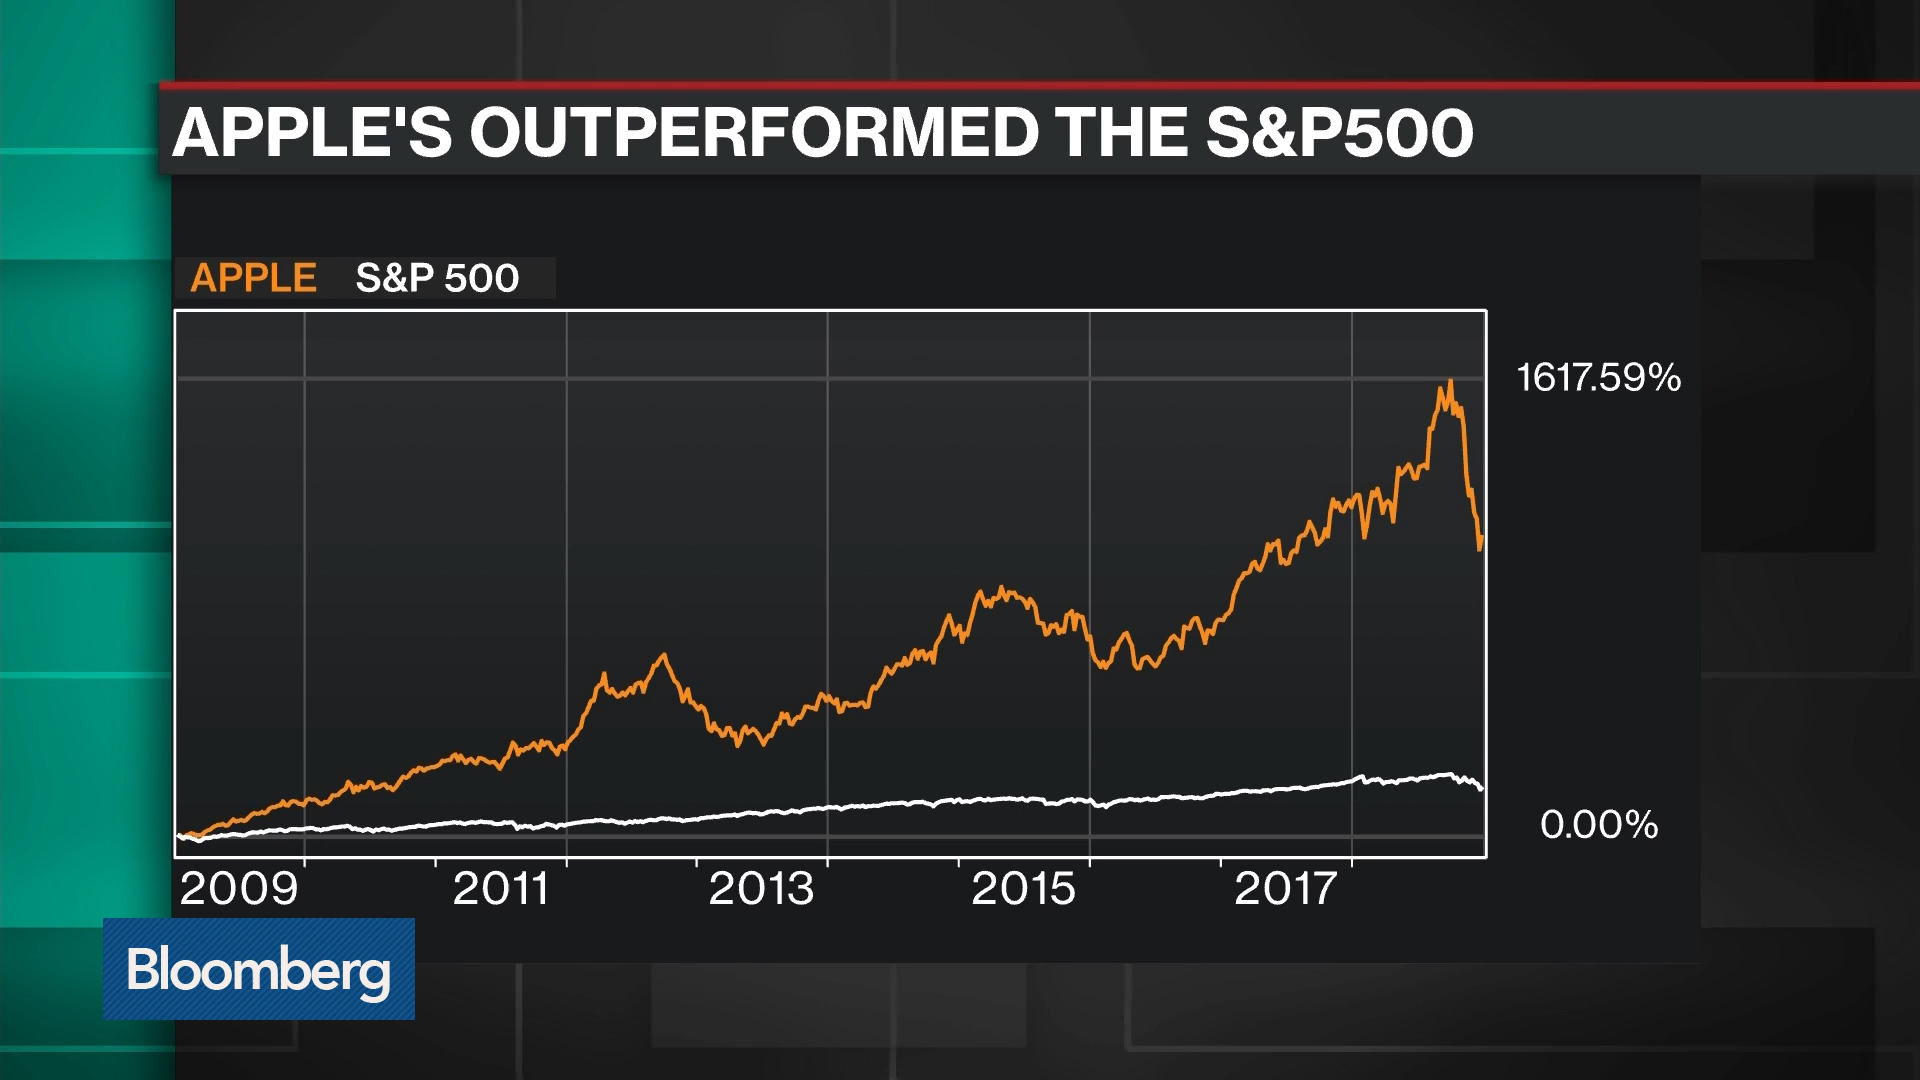 APPLE'S OUTPERFORMED THE S&P500
APPLE S&P 500
1617.59%
0.00%
2009 2011 2013 2015 2017
Bloomberg